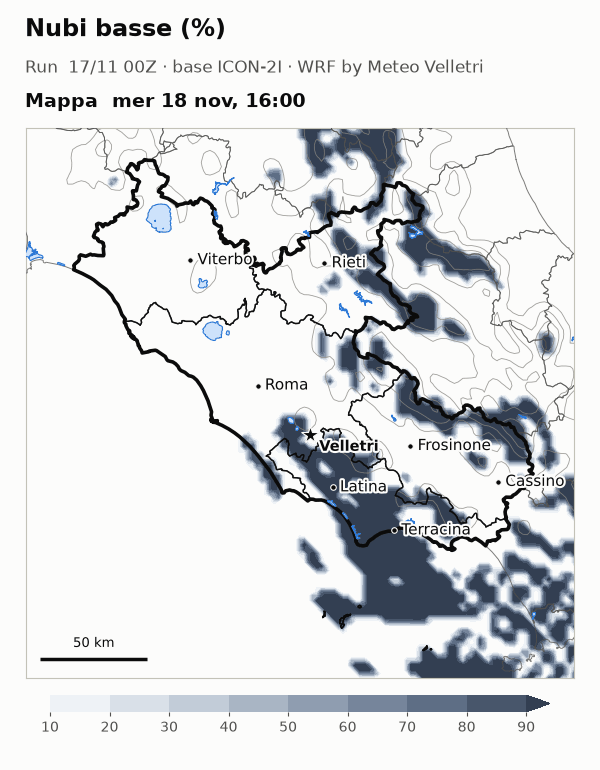 Nubi basse (%)
Run  17/11 00Z · base ICON-2I · WRF by Meteo Velletri
Mappa  mer 18 nov, 16:00
Viterbo
Rieti
Roma
Velletri
Frosinone
Cassino
Latina
Terracina
50 km
10 20 30 40 50 60 70 80 90